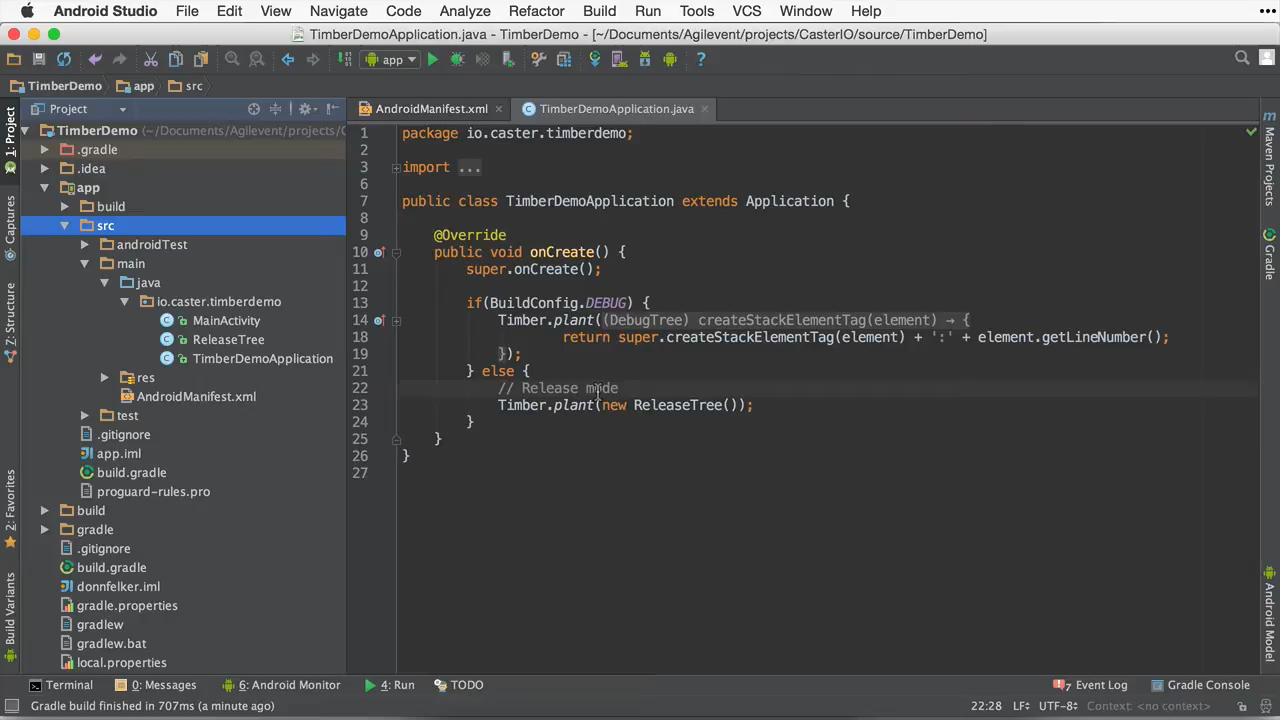 Android Studio File Edit View Navigate Code Analyze Refactor Build Run Tools VCS Window Help
TimberDemoApplication.java - TimberDemo - [~/Documents/Agilevent/projects/CasterIO/source/TimberDemo]
app
TimberDemo app src
Project
AndroidManifest.xml
TimberDemoApplication.java
1: Project
Captures
Z: Structure
2: Favorites
Build Variants
TimberDemo (~/Documents/Agilevent/projects/C
.gradle
.idea
app
build
src
androidTest
main
java
io.caster.timberdemo
MainActivity
ReleaseTree
TimberDemoApplication
res
AndroidManifest.xml
test
.gitignore
app.iml
build.gradle
proguard-rules.pro
build
gradle
.gitignore
build.gradle
donnfelker.iml
gradle.properties
gradlew
gradlew.bat
local.properties
1 package io.caster.timberdemo;
2
3 import ...
6
7 public class TimberDemoApplication extends Application {
8
9 @Override
10 public void onCreate() {
11 super.onCreate();
12
13 if(BuildConfig.DEBUG) {
14 Timber.plant((DebugTree) createStackElementTag(element) → {
18 return super.createStackElementTag(element) + ':' + element.getLineNumber();
19 });
21 } else {
22 // Release mode
23 Timber.plant(new ReleaseTree());
24 }
25 }
26 }
27
Maven Projects
Gradle
Android Model
Terminal 0: Messages 6: Android Monitor 4: Run TODO 7 Event Log Gradle Console
Gradle build finished in 707ms (a minute ago) 22:28 LF UTF-8 Context: <no context>